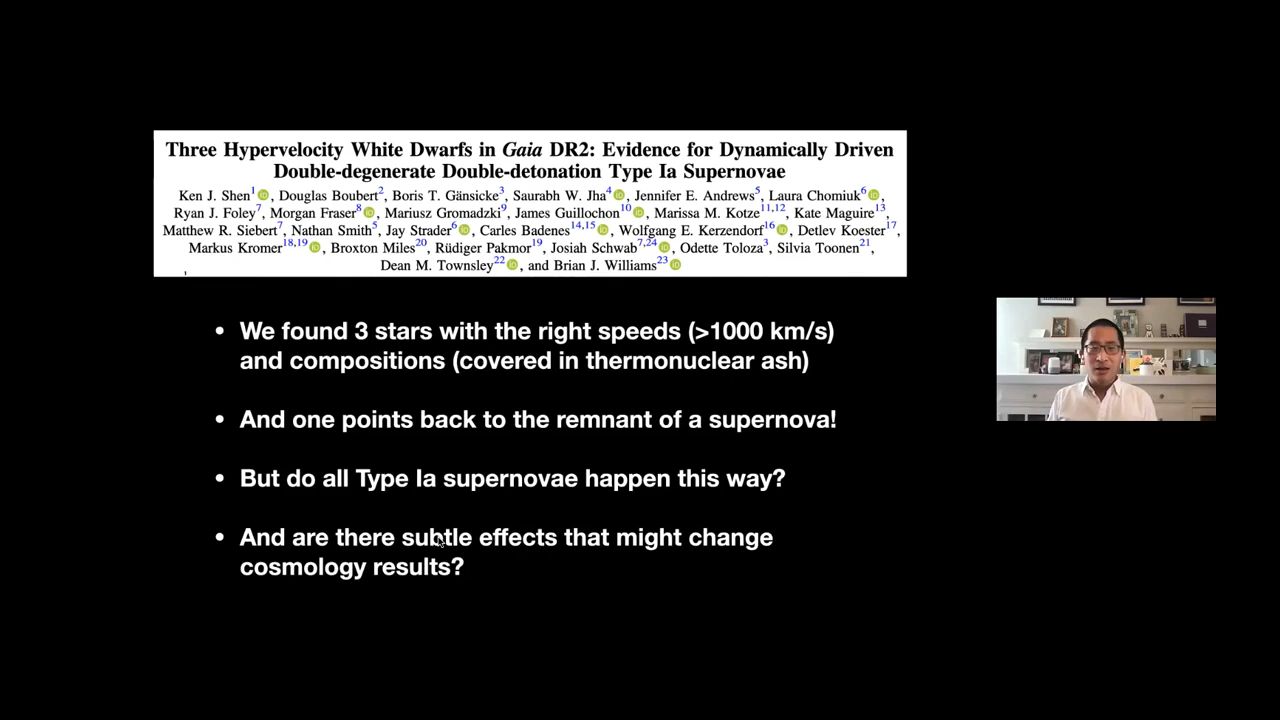 Three Hypervelocity White Dwarfs in Gaia DR2: Evidence for Dynamically Driven
Double-degenerate Double-detonation Type Ia Supernovae
Ken J. Shen1, Douglas Boubert2, Boris T. Gänsicke3, Saurabh W. Jha4, Jennifer E. Andrews5, Laura Chomiuk6,
Ryan J. Foley7, Morgan Fraser8, Mariusz Gromadzki9, James Guillochon10, Marissa M. Kotze11,12, Kate Maguire13,
Matthew R. Siebert7, Nathan Smith5, Jay Strader6, Carles Badenes14,15, Wolfgang E. Kerzendorf16, Detlev Koester17,
Markus Kromer18,19, Broxton Miles20, Rüdiger Pakmor19, Josiah Schwab7,24, Odette Toloza3, Silvia Toonen21,
Dean M. Townsley22, and Brian J. Williams23
• We found 3 stars with the right speeds (>1000 km/s)
and compositions (covered in thermonuclear ash)
• And one points back to the remnant of a supernova!
• But do all Type Ia supernovae happen this way?
• And are there subtle effects that might change
cosmology results?